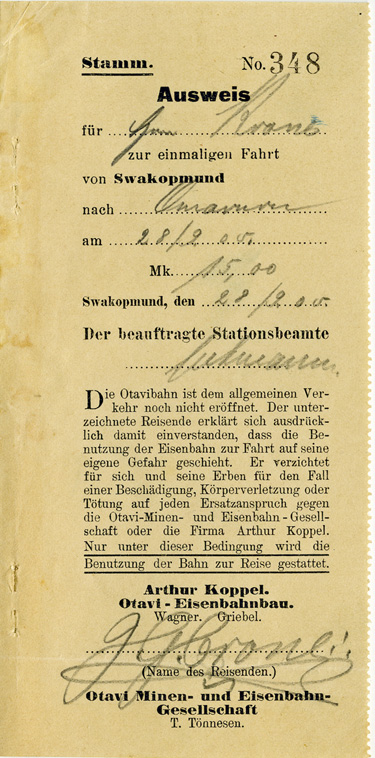 Stamm. No. 348
Ausweis
für Herrn Kranz
zur einmaligen Fahrt
von Swakopmund
nach Omaruru
am 28/2 05.
Mk. 15,00
Swakopmund, den 28/2 05.
Der beauftragte Stationsbeamte
Die Otavibahn ist dem allgemeinen Ver-
kehr noch nicht eröffnet. Der unter-
zeichnete Reisende erklärt sich ausdrück-
lich damit einverstanden, dass die Be-
nutzung der Eisenbahn zur Fahrt auf seine
eigene Gefahr geschieht. Er verzichtet
für sich und seine Erben für den Fall
einer Beschädigung, Körperverletzung oder
Tötung auf jeden Ersatzanspruch gegen
die Otavi-Minen- und Eisenbahn-Gesell-
schaft oder die Firma Arthur Koppel.
Nur unter dieser Bedingung wird die
Benutzung der Bahn zur Reise gestattet.
Arthur Koppel.
Otavi-Eisenbahnbau.
Wagner. Griebel.
(Name des Reisenden.)
Otavi Minen- und Eisenbahn-
Gesellschaft
T. Tönnesen.